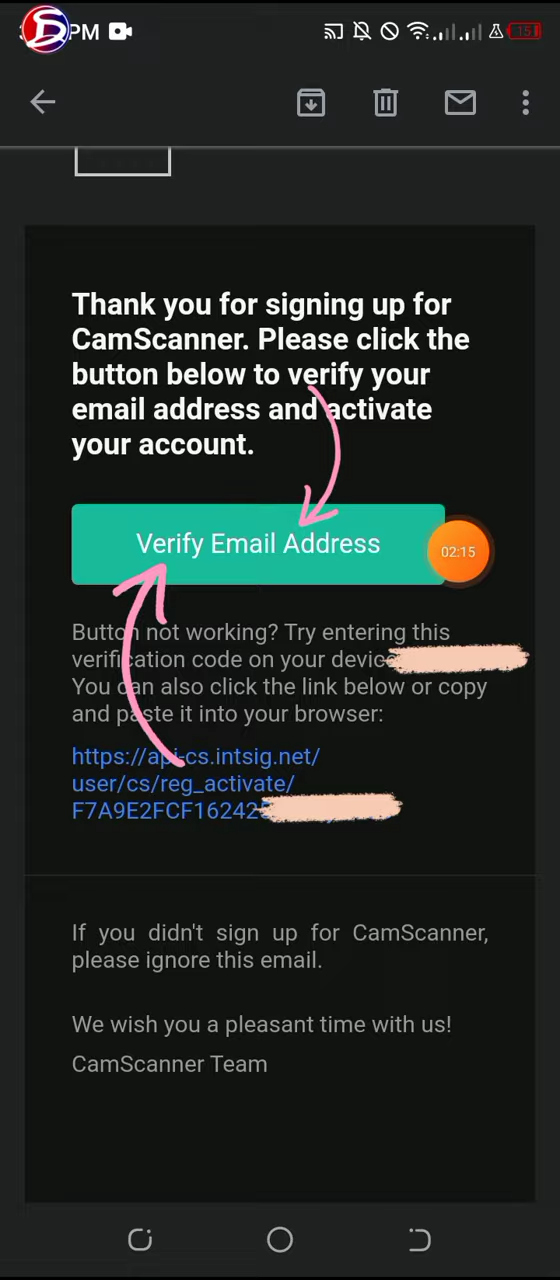 PM
15
Thank you for signing up for
CamScanner. Please click the
button below to verify your
email address and activate
your account.
Verify Email Address
02:15
Button not working? Try entering this
verification code on your device
You can also click the link below or copy
and paste it into your browser:
https://api-cs.intsig.net/
user/cs/reg_activate/
F7A9E2FCF16242
If you didn't sign up for CamScanner,
please ignore this email.
We wish you a pleasant time with us!
CamScanner Team